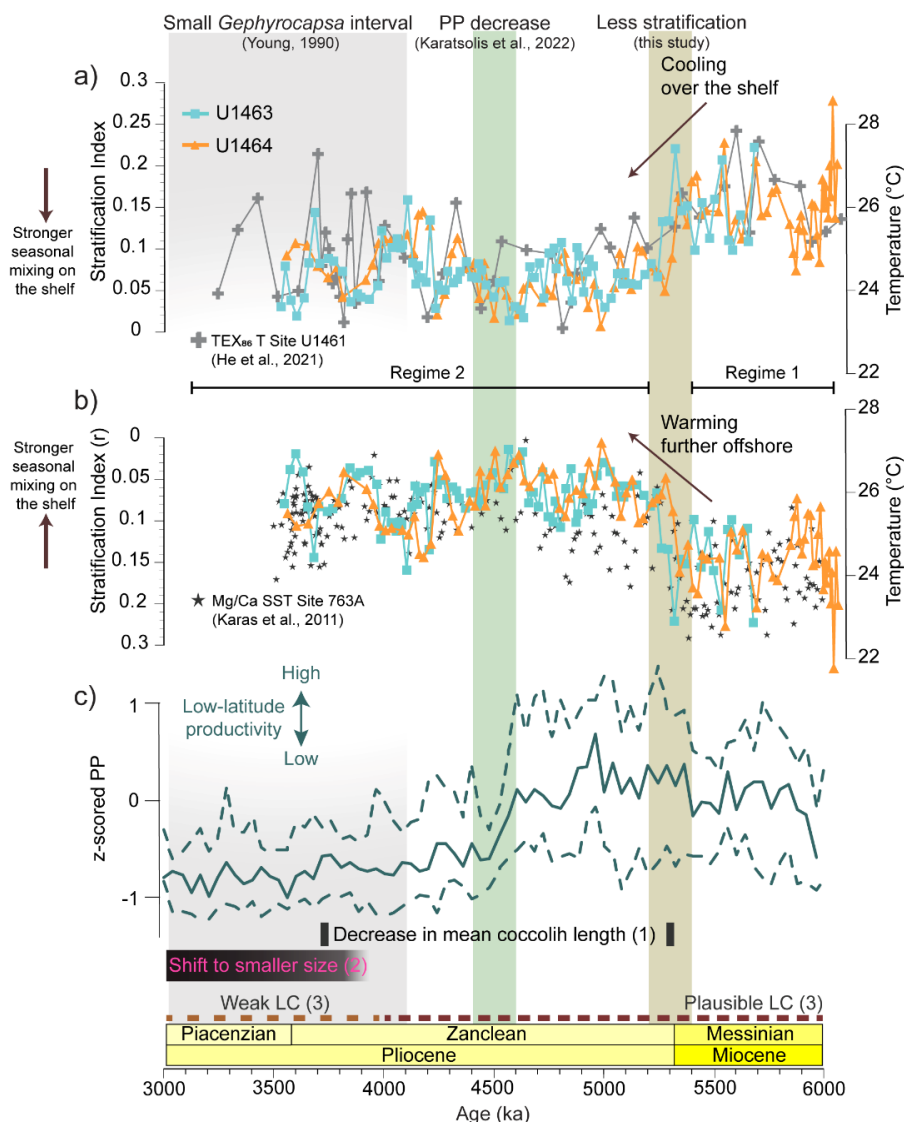 Small Gephyrocapsa interval
(Young, 1990)
PP decrease
(Karatsolis et al., 2022)
Less stratification
(this study)
a)
Cooling
over the shelf
0.3
0.25
0.2
0.15
0.1
0.05
0
Stratification Index
Stronger
seasonal
mixing on
the shelf
U1463
U1464
28
26
24
22
Temperature (°C)
TEX₈₆ T Site U1461
(He et al., 2021)
Regime 2
Regime 1
b)
Warming
further offshore
Stronger
seasonal
mixing on
the shelf
0
0.05
0.1
0.15
0.2
0.3
Stratification Index (r)
28
26
24
22
Temperature (°C)
Mg/Ca SST Site 763A
(Karas et al., 2011)
c)
High
Low-latitude
productivity
Low
1
0
-1
z-scored PP
Decrease in mean coccolih length (1)
Shift to smaller size (2)
Weak LC (3)
Plausible LC (3)
Piacenzian
Zanclean
Messinian
Pliocene
Miocene
3000
3500
4000
4500
5000
5500
6000
Age (ka)